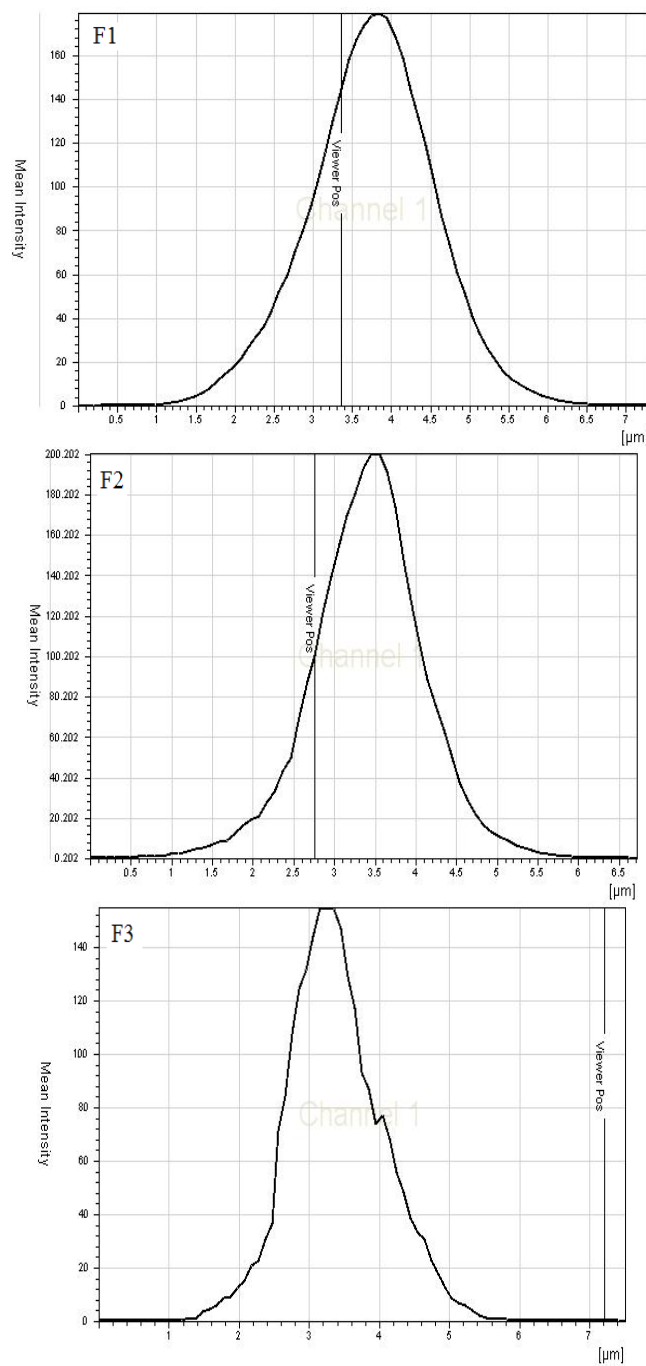 F1
Mean Intensity
160
140
120
100
80
60
40
20
0
Viewer Pos
Channel 1
0.5 1 1.5 2 2.5 3 3.5 4 4.5 5 5.5 6 6.5 7
[µm]
F2
Mean Intensity
200.202
180.202
160.202
140.202
120.202
100.202
80.202
60.202
40.202
20.202
0.202
Viewer Pos
Channel 1
0.5 1 1.5 2 2.5 3 3.5 4 4.5 5 5.5 6 6.5
[µm]
F3
Mean Intensity
140
120
100
80
60
40
20
0
Viewer Pos
Channel 1
1 2 3 4 5 6 7
[µm]